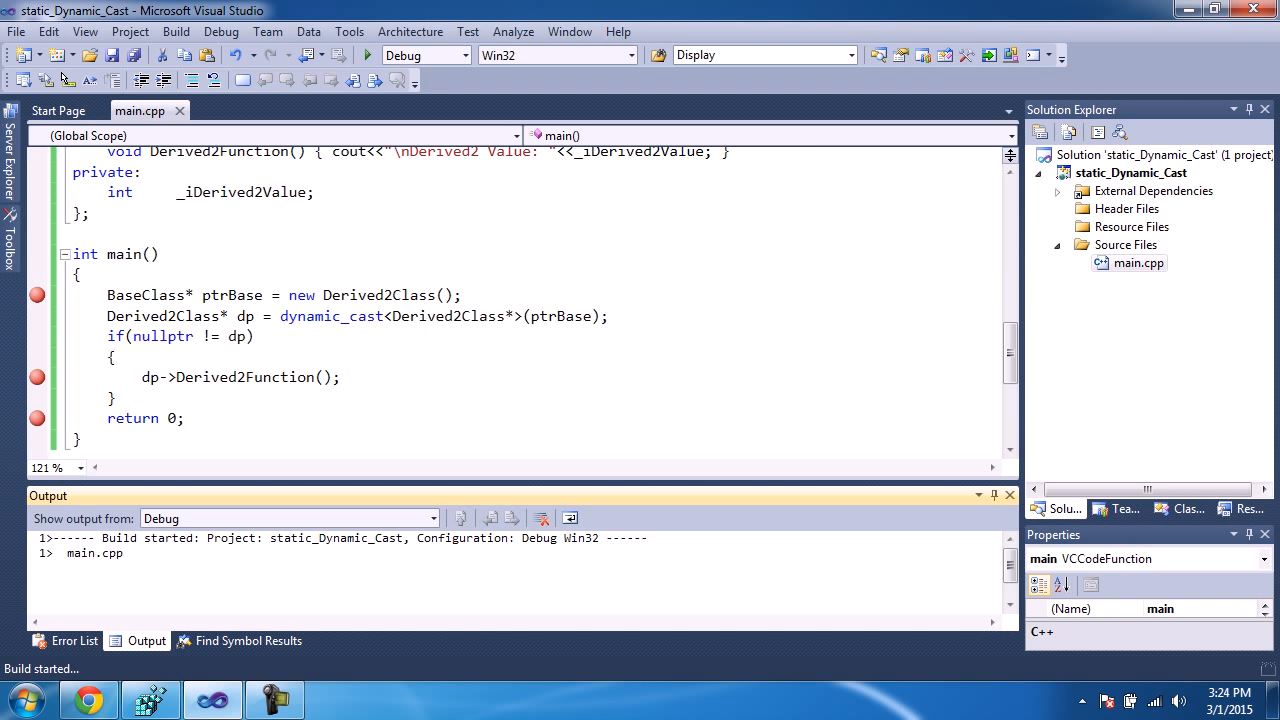 static_Dynamic_Cast - Microsoft Visual Studio
File Edit View Project Build Debug Team Data Tools Architecture Test Analyze Window Help
Debug Win32 Display
Start Page main.cpp
(Global Scope) main()
void Derived2Function() { cout<<"\nDerived2 Value: "<<_iDerived2Value; }
private:
int _iDerived2Value;
};
int main()
{
BaseClass* ptrBase = new Derived2Class();
Derived2Class* dp = dynamic_cast<Derived2Class*>(ptrBase);
if(nullptr != dp)
{
dp->Derived2Function();
}
return 0;
}
121 %
Output
Show output from: Debug
1>------ Build started: Project: static_Dynamic_Cast, Configuration: Debug Win32 ------
1> main.cpp
Error List Output Find Symbol Results
Build started...
Server Explorer
Toolbox
Solution Explorer
Solution 'static_Dynamic_Cast' (1 project)
static_Dynamic_Cast
External Dependencies
Header Files
Resource Files
Source Files
main.cpp
Solu... Tea... Clas... Res...
Properties
main VCCodeFunction
(Name) main
C++
3:24 PM
3/1/2015